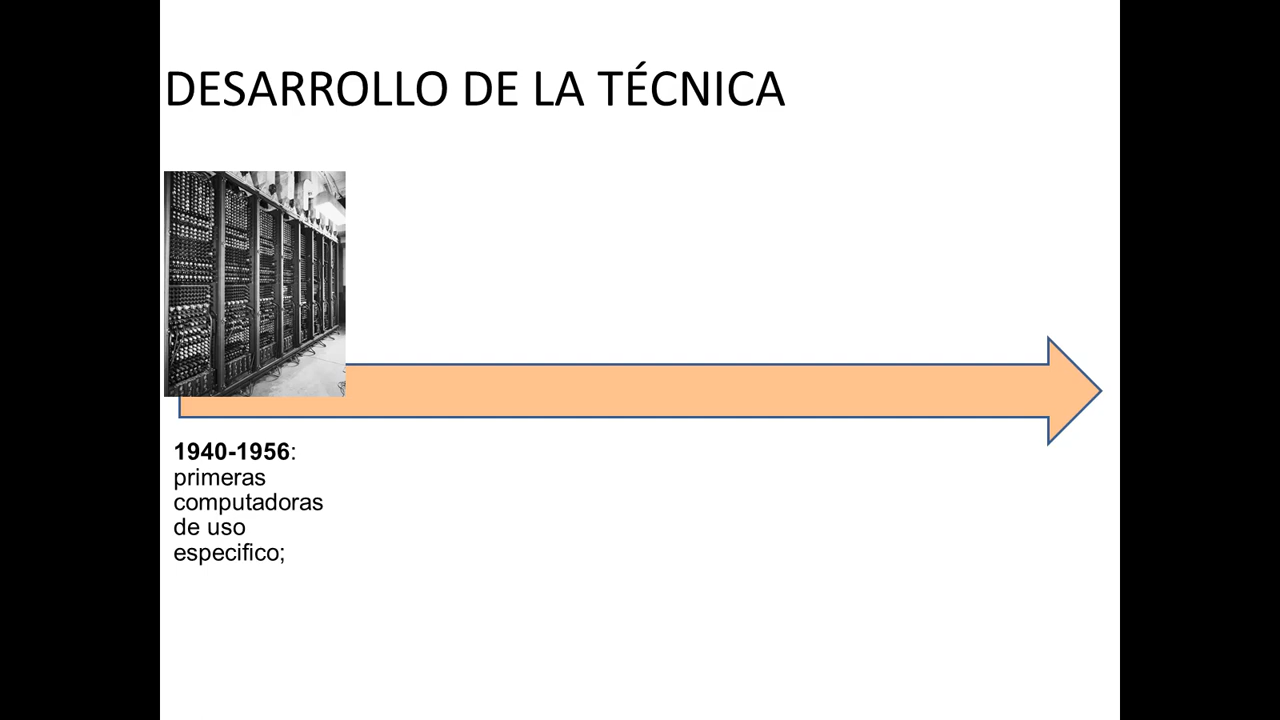 DESARROLLO DE LA TÉCNICA
1940-1956:
primeras
computadoras
de uso
especifico;